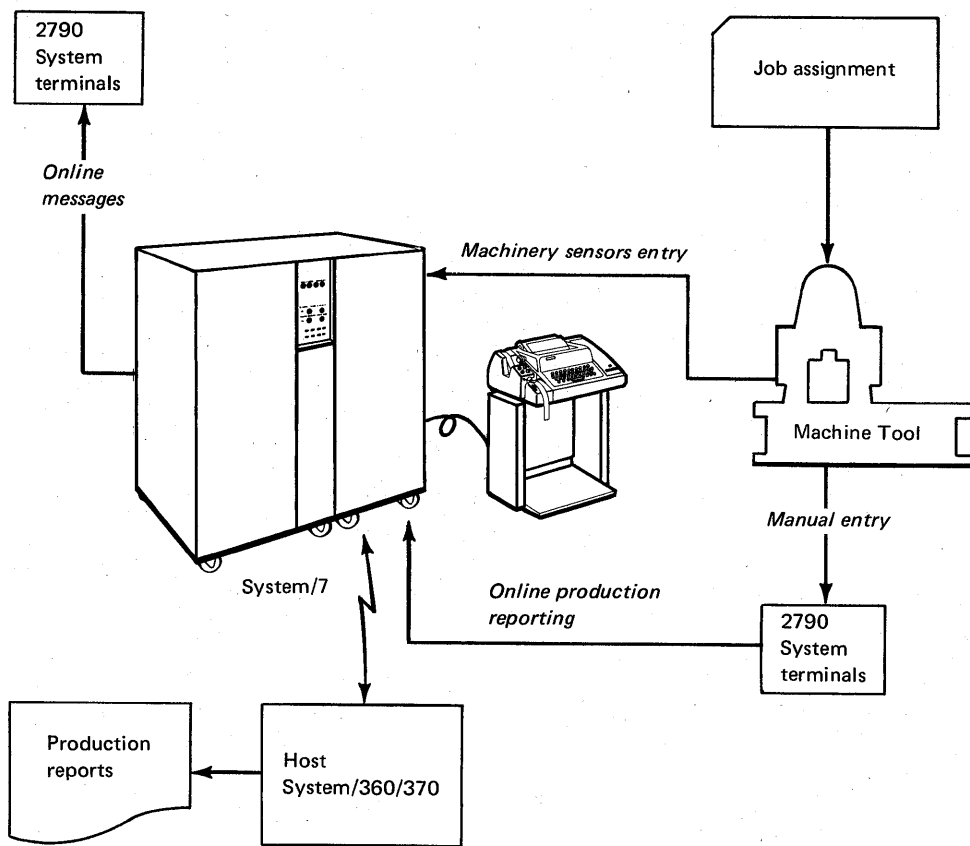 2790
System
terminals
Job assignment
Online
messages
Machinery sensors entry
Machine Tool
Manual entry
System/7
Online production
reporting
2790
System
terminals
Production
reports
Host
System/360/370